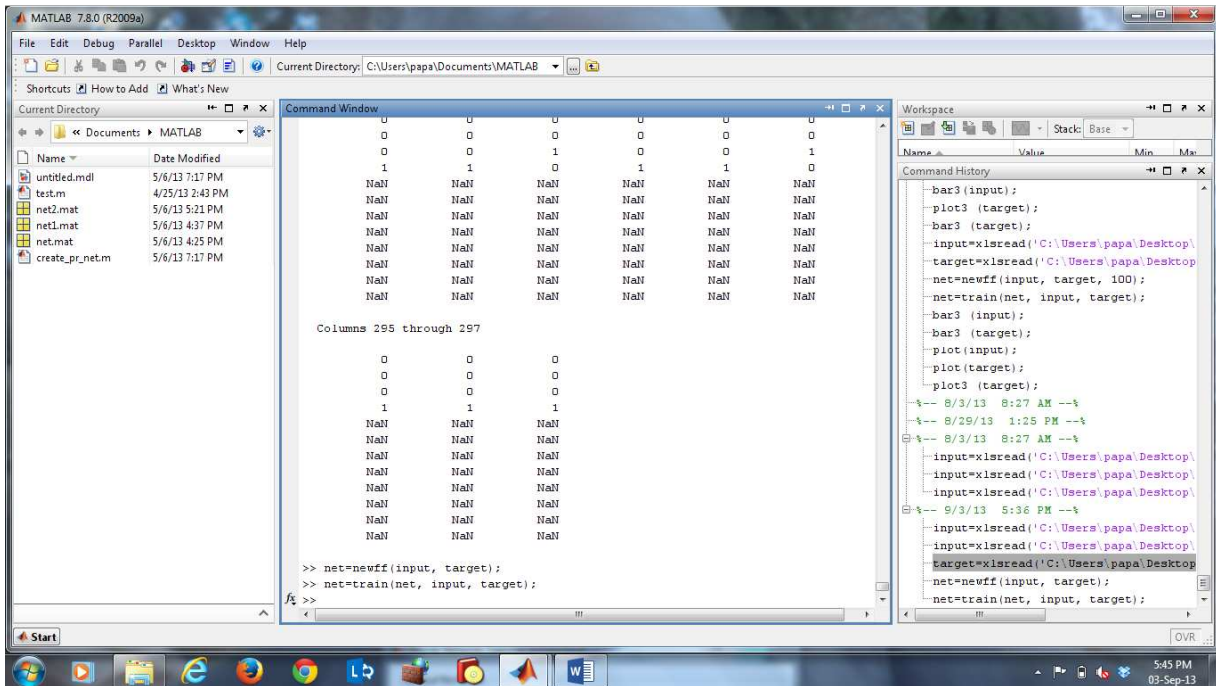 MATLAB 7.8.0 (R2009a)
File Edit Debug Parallel Desktop Window Help
Current Directory: C:\Users\papa\Documents\MATLAB
Shortcuts How to Add What's New
Current Directory
« Documents ▸ MATLAB
Name Date Modified
untitled.mdl 5/6/13 7:17 PM
test.m 4/25/13 2:43 PM
net2.mat 5/6/13 5:21 PM
net1.mat 5/6/13 4:37 PM
net.mat 5/6/13 4:25 PM
create_pr_net.m 5/6/13 7:17 PM
Command Window
0 0 0 0 0 0
0 0 0 0 0 0
0 0 1 0 0 1
1 1 0 1 1 0
NaN NaN NaN NaN NaN NaN
NaN NaN NaN NaN NaN NaN
NaN NaN NaN NaN NaN NaN
NaN NaN NaN NaN NaN NaN
NaN NaN NaN NaN NaN NaN
NaN NaN NaN NaN NaN NaN
NaN NaN NaN NaN NaN NaN
NaN NaN NaN NaN NaN NaN
Columns 295 through 297
0 0 0
0 0 0
0 0 0
1 1 1
NaN NaN NaN
NaN NaN NaN
NaN NaN NaN
NaN NaN NaN
NaN NaN NaN
NaN NaN NaN
NaN NaN NaN
NaN NaN NaN
>> net=newff(input, target);
>> net=train(net, input, target);
fx >>
Workspace
Stack: Base
Name Value Min Max
Command History
bar3(input);
plot3 (target);
bar3 (target);
input=xlsread('C:\Users\papa\Desktop\
target=xlsread('C:\Users\papa\Desktop
net=newff(input, target, 100);
net=train(net, input, target);
bar3 (input);
bar3 (target);
plot(input);
plot(target);
plot3 (target);
%-- 8/3/13 8:27 AM --%
%-- 8/29/13 1:25 PM --%
%-- 8/3/13 8:27 AM --%
input=xlsread('C:\Users\papa\Desktop\
input=xlsread('C:\Users\papa\Desktop\
input=xlsread('C:\Users\papa\Desktop\
%-- 9/3/13 5:36 PM --%
input=xlsread('C:\Users\papa\Desktop\
input=xlsread('C:\Users\papa\Desktop\
target=xlsread('C:\Users\papa\Desktop
net=newff(input, target);
net=train(net, input, target);
Start
OVR
5:45 PM
03-Sep-13